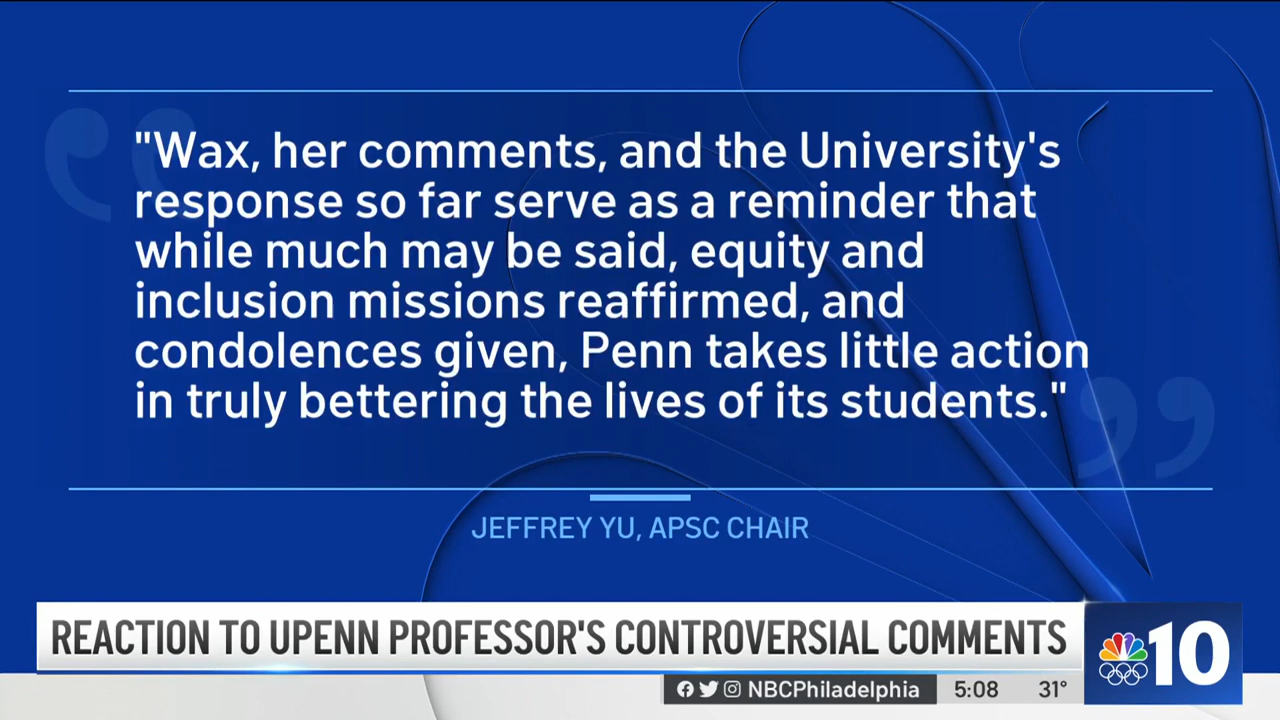 "Wax, her comments, and the University's
response so far serve as a reminder that
while much may be said, equity and
inclusion missions reaffirmed, and
condolences given, Penn takes little action
in truly bettering the lives of its students."
JEFFREY YU, APSC CHAIR
REACTION TO UPENN PROFESSOR'S CONTROVERSIAL COMMENTS
10
NBCPhiladelphia 5:08 31°